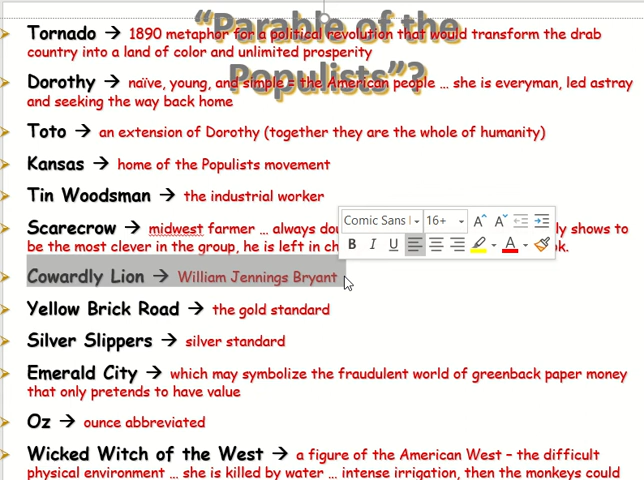 “Parable of the
Populists”?
Tornado → 1890 metaphor for a political revolution that would transform the drab
country into a land of color and unlimited prosperity
Dorothy → naïve, young, and simple = the American people … she is everyman, led astray
and seeking the way back home
Toto → an extension of Dorothy (together they are the whole of humanity)
Kansas → home of the Populists movement
Tin Woodsman → the industrial worker
Comic Sans 16+
Scarecrow → midwest farmer … always shows to
be the most clever in the group, he is left in
B I U A
Cowardly Lion → William Jennings Bryant
Yellow Brick Road → the gold standard
Silver Slippers → silver standard
Emerald City → which may symbolize the fraudulent world of greenback paper money
that only pretends to have value
Oz → ounce abbreviated
Wicked Witch of the West → a figure of the American West – the difficult
physical environment … she is killed by water … intense irrigation, then the monkeys could